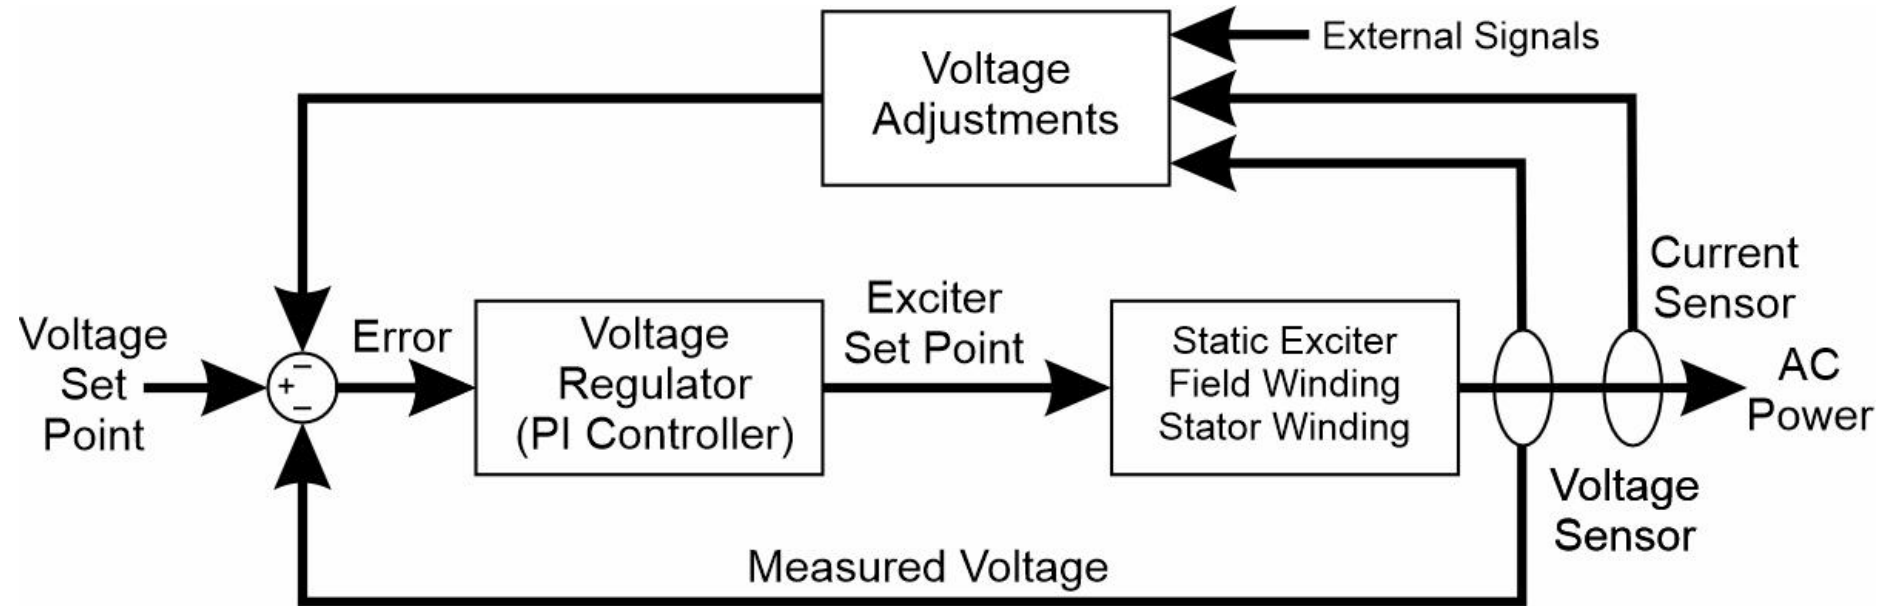 Voltage
Adjustments
External Signals
Current
Sensor
Voltage
Set
Point
+
−
−
Error
Voltage
Regulator
(PI Controller)
Exciter
Set Point
Static Exciter
Field Winding
Stator Winding
AC
Power
Voltage
Sensor
Measured Voltage